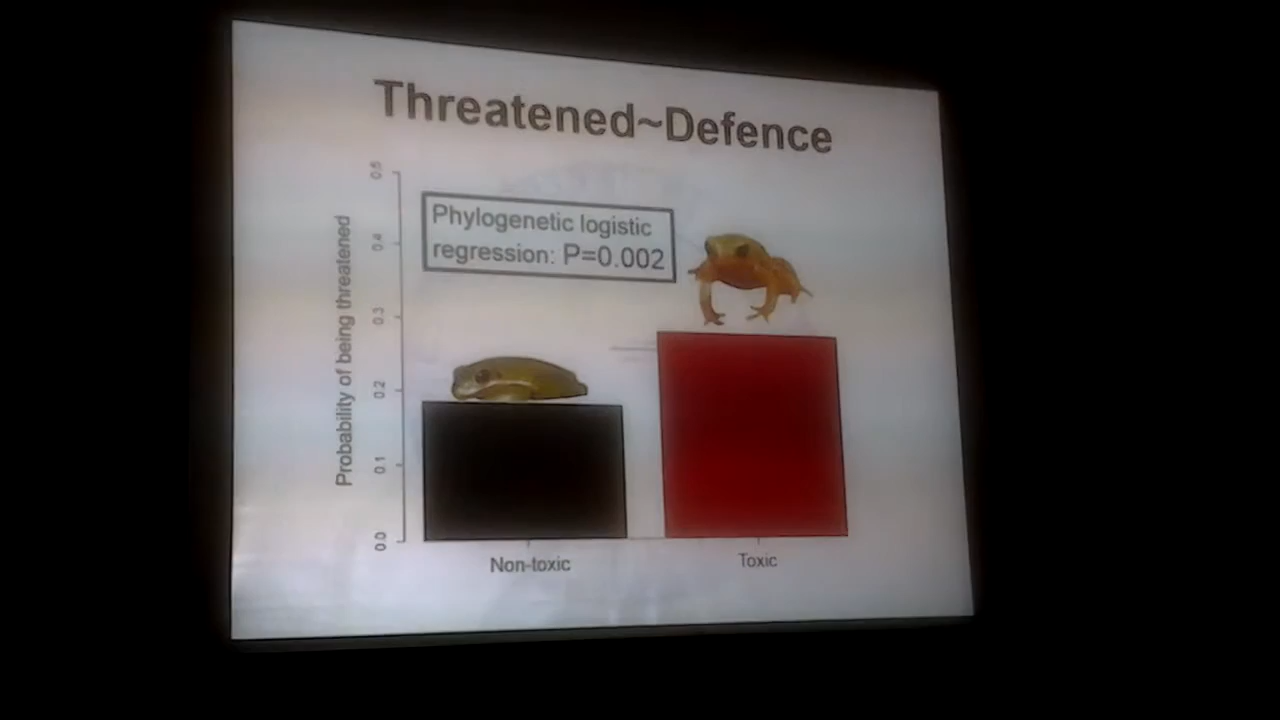 Threatened~Defence
Phylogenetic logistic
regression: P=0.002
Probability of being threatened
0.5
0.4
0.3
0.2
0.1
0.0
Non-toxic
Toxic